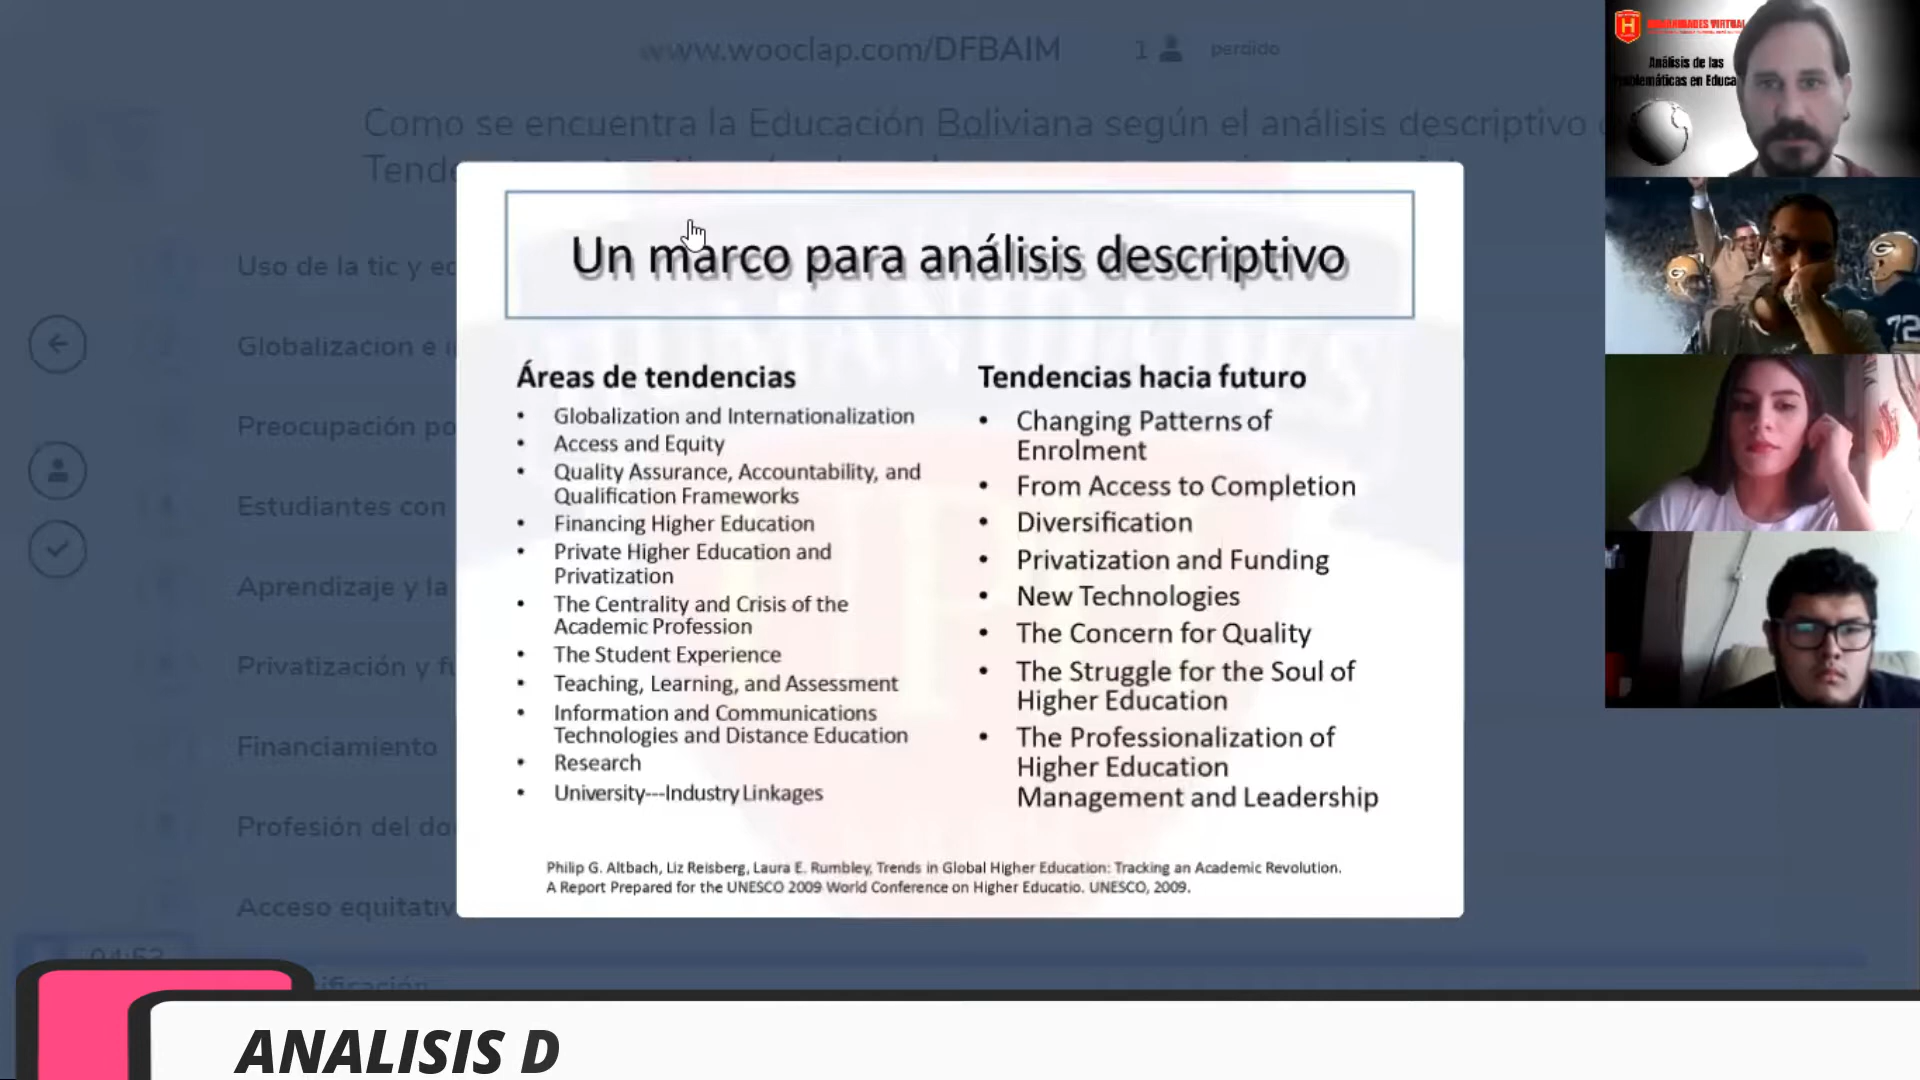 www.wooclap.com/DFBAIM
1
perdido
Como se encuentra la Educación Boliviana según el análisis descriptivo
Uso de la tic y
Globalizacion e
Preocupación
Estudiantes con
Aprendizaje y la
Privatización y
Financiamiento
Profesión del
Acceso
04:52
Un marco para análisis descriptivo
Áreas de tendencias
• Globalization and Internationalization
• Access and Equity
• Quality Assurance, Accountability, and
Qualification Frameworks
• Financing Higher Education
• Private Higher Education and
Privatization
• The Centrality and Crisis of the
Academic Profession
• The Student Experience
• Teaching, Learning, and Assessment
• Information and Communications
Technologies and Distance Education
• Research
• University---Industry Linkages
Tendencias hacia futuro
• Changing Patterns of
Enrolment
• From Access to Completion
• Diversification
• Privatization and Funding
• New Technologies
• The Concern for Quality
• The Struggle for the Soul of
Higher Education
• The Professionalization of
Higher Education
Management and Leadership
Philip G. Altbach, Liz Reisberg, Laura E. Rumbley, Trends in Global Higher Education: Tracking an Academic Revolution.
A Report Prepared for the UNESCO 2009 World Conference on Higher Educatio. UNESCO, 2009.
H
VIRTUAL
Análisis de las
en
72
ANALISIS D